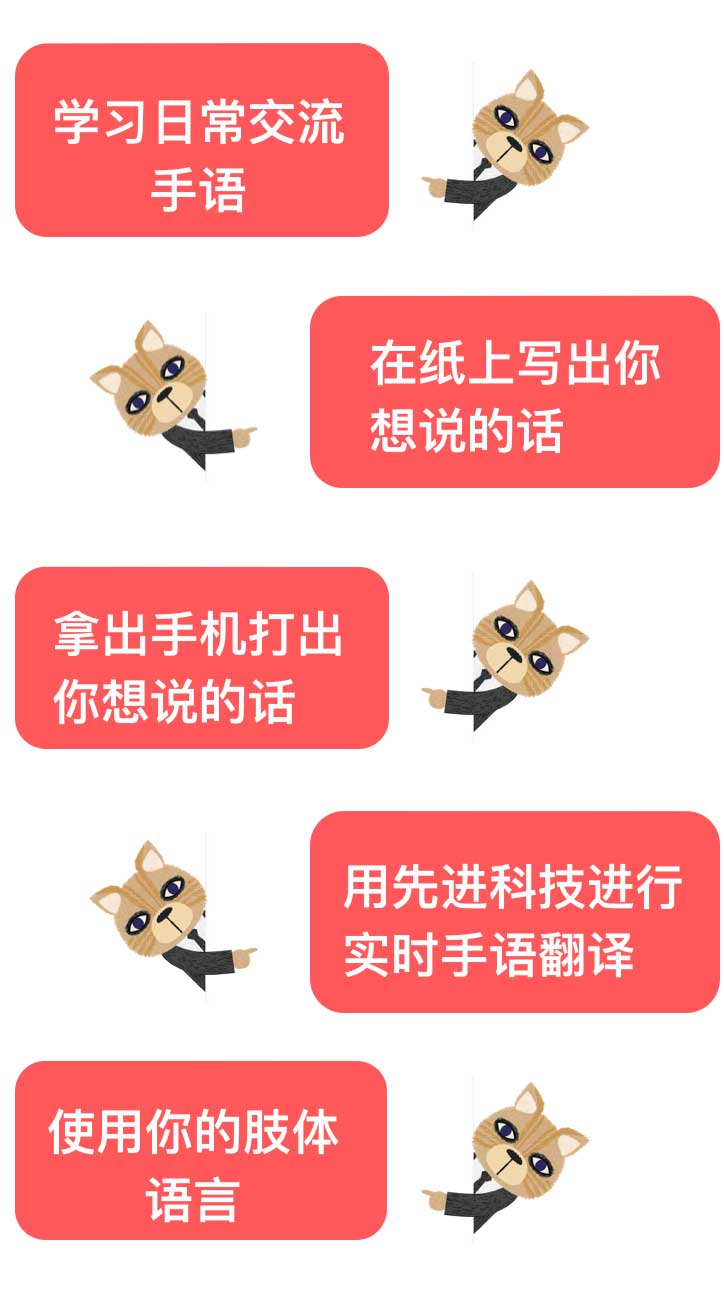 学习日常交流
手语
在纸上写出你
想说的话
拿出手机打出
你想说的话
用先进科技进行
实时手语翻译
使用你的肢体
语言